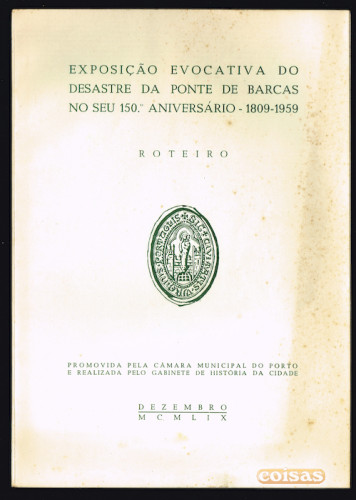 EXPOSIÇÃO EVOCATIVA DO
DESASTRE DA PONTE DE BARCAS
NO SEU 150.º ANIVERSÁRIO - 1809-1959
ROTEIRO
PROMOVIDA PELA CÂMARA MUNICIPAL DO PORTO
E REALIZADA PELO GABINETE DE HISTÓRIA DA CIDADE
DEZEMBRO
MCMLIX
coisas